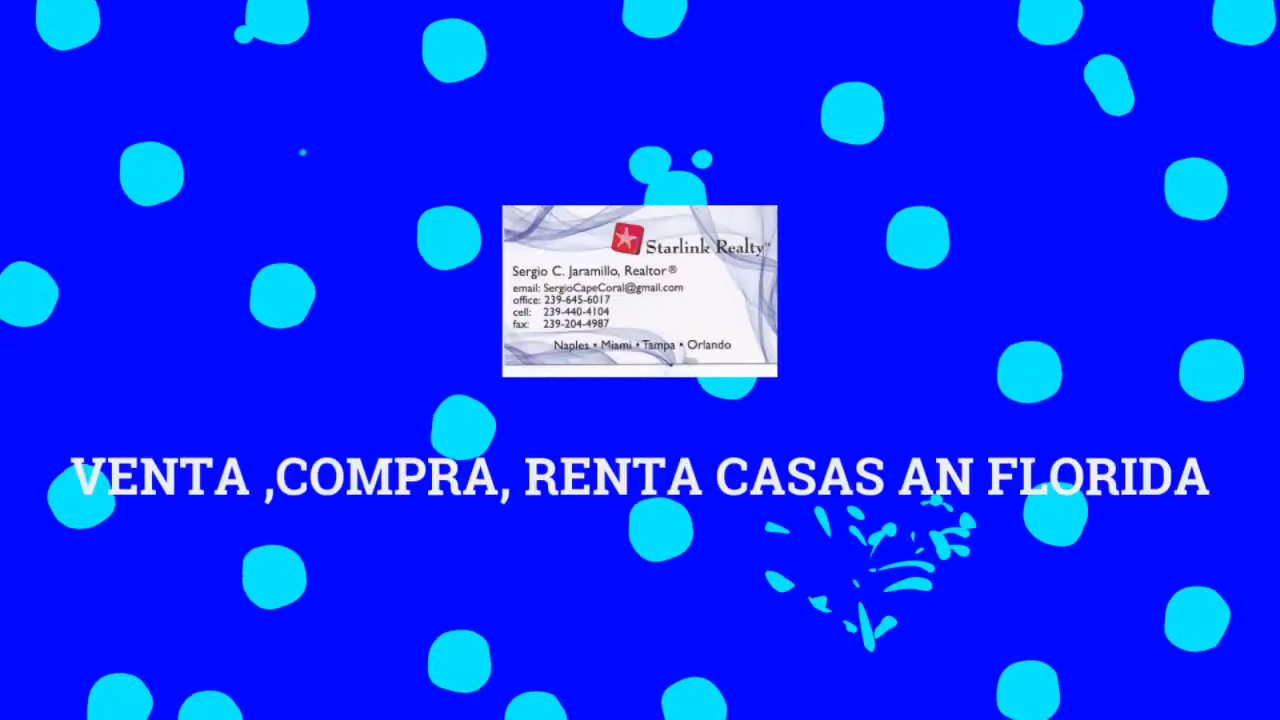 Starlink Realty™
Sergio C. Jaramillo, Realtor®
email: SergioCapeCoral@gmail.com
office: 239-645-6017
cell: 239-440-4104
fax: 239-204-4987
Naples • Miami • Tampa • Orlando
VENTA ,COMPRA, RENTA CASAS AN FLORIDA